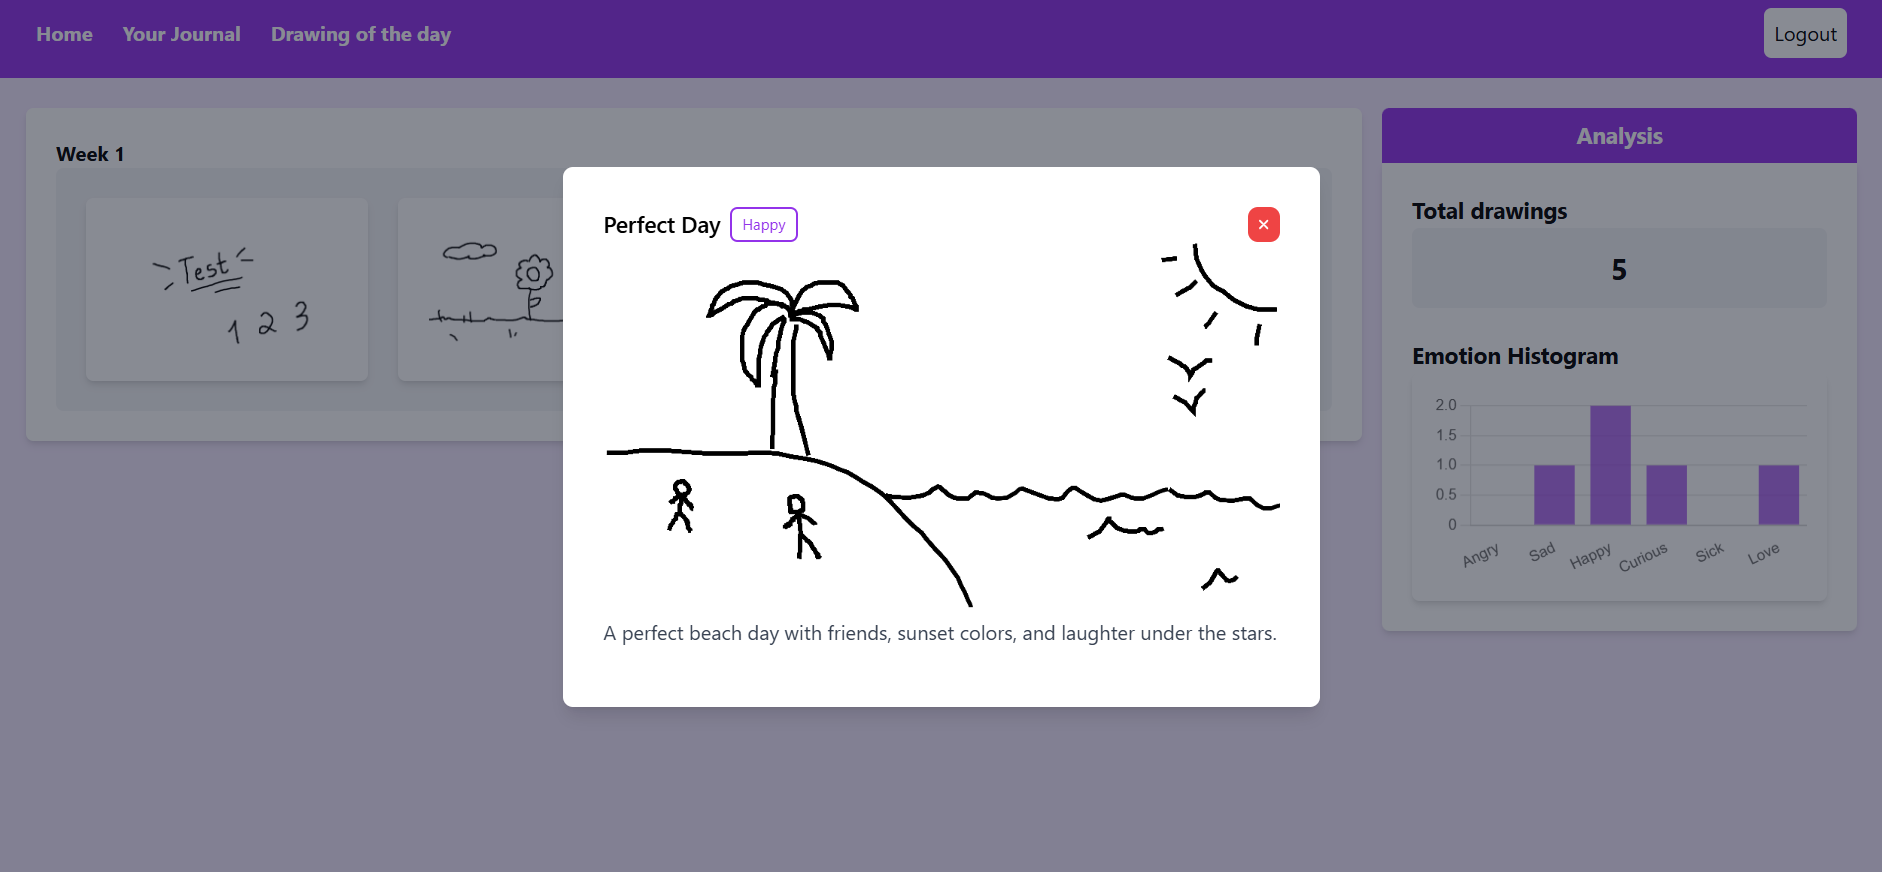 Home
Your Journal
Drawing of the day
Logout
Week 1
Test
1 2 3
Perfect Day
Happy
×
A perfect beach day with friends, sunset colors, and laughter under the stars.
Analysis
Total drawings
5
Emotion Histogram
2.0
1.5
1.0
0.5
0
Angry
Sad
Happy
Curious
Sick
Love